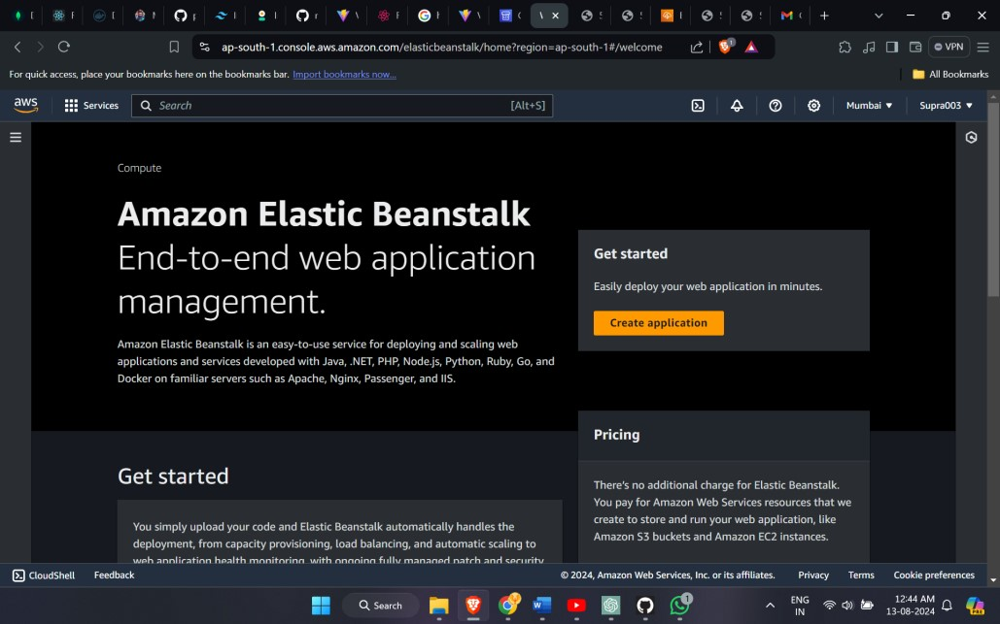 ap-south-1.console.aws.amazon.com/elasticbeanstalk/home?region=ap-south-1#/welcome
VPN
For quick access, place your bookmarks here on the bookmarks bar. Import bookmarks now...
All Bookmarks
aws
Services
Search
[Alt+S]
Mumbai
Supra003
Compute
Amazon Elastic Beanstalk
End-to-end web application
management.
Amazon Elastic Beanstalk is an easy-to-use service for deploying and scaling web
applications and services developed with Java, .NET, PHP, Node.js, Python, Ruby, Go, and
Docker on familiar servers such as Apache, Nginx, Passenger, and IIS.
Get started
Easily deploy your web application in minutes.
Create application
Pricing
There's no additional charge for Elastic Beanstalk.
You pay for Amazon Web Services resources that we
create to store and run your web application, like
Amazon S3 buckets and Amazon EC2 instances.
Get started
You simply upload your code and Elastic Beanstalk automatically handles the
deployment, from capacity provisioning, load balancing, and automatic scaling to
web application health monitoring, with ongoing fully managed patch and security
CloudShell
Feedback
© 2024, Amazon Web Services, Inc. or its affiliates.
Privacy
Terms
Cookie preferences
Search
ENG
IN
12:44 AM
13-08-2024